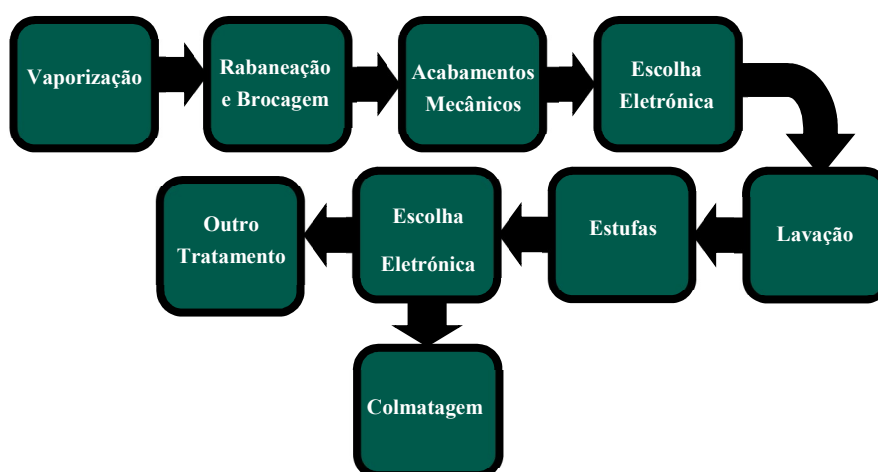 Vaporização
Rabaneação
e Brocagem
Acabamentos
Mecânicos
Escolha
Eletrónica
Lavação
Estufas
Escolha
Eletrónica
Outro
Tratamento
Colmatagem